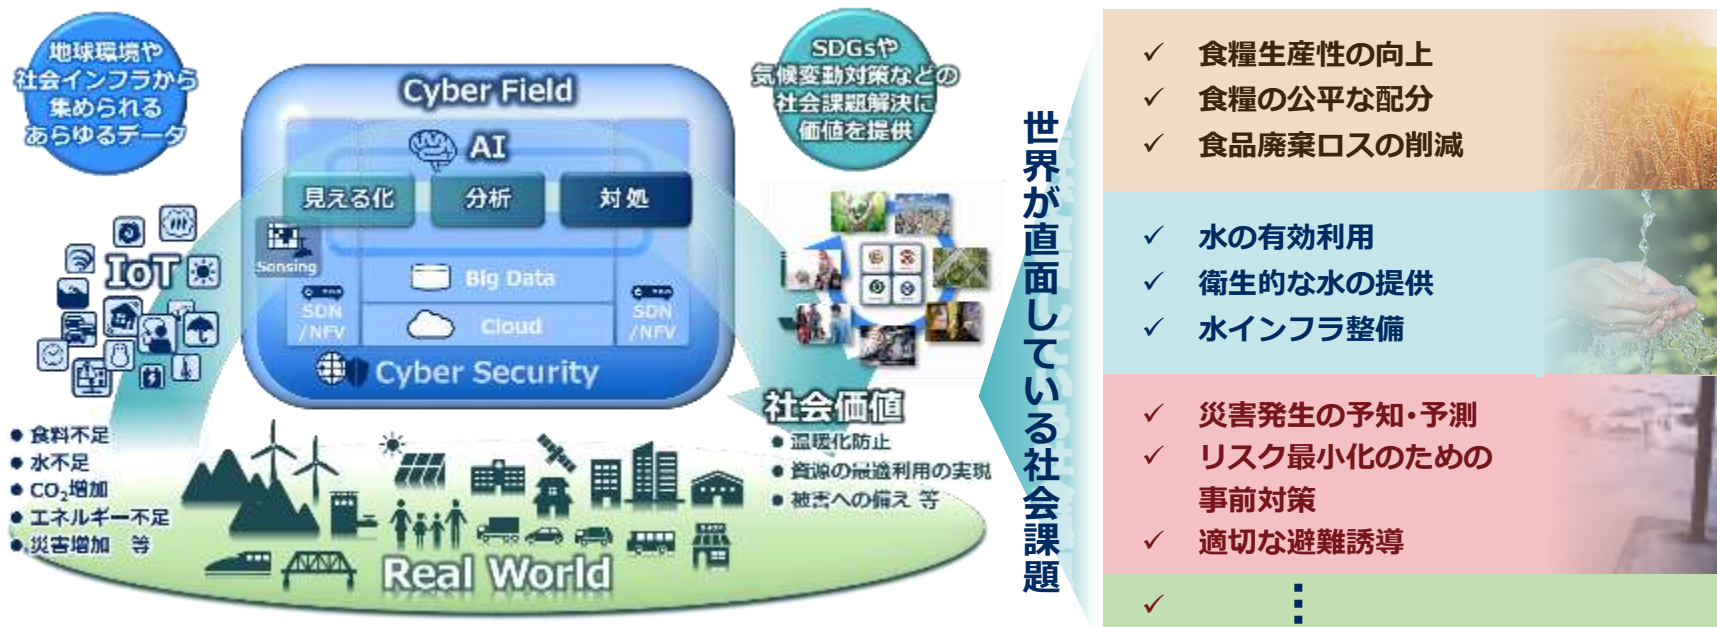 地球環境や
社会インフラから
集められる
あらゆるデータ
SDGsや
気候変動対策などの
社会課題解決に
価値を提供
Cyber Field
AI
見える化
分析
対処
Sensing
IoT
Big Data
SDN
/NFV
Cloud
SDN
/NFV
Cyber Security
社会価値
● 温暖化防止
● 資源の最適利用の実現
● 被害への備え 等
● 食料不足
● 水不足
● CO₂増加
● エネルギー不足
● 災害増加 等
Real World
世界が直面している社会課題
✓ 食糧生産性の向上
✓ 食糧の公平な配分
✓ 食品廃棄ロスの削減
✓ 水の有効利用
✓ 衛生的な水の提供
✓ 水インフラ整備
✓ 災害発生の予知・予測
✓ リスク最小化のための
事前対策
✓ 適切な避難誘導
✓ ⋮